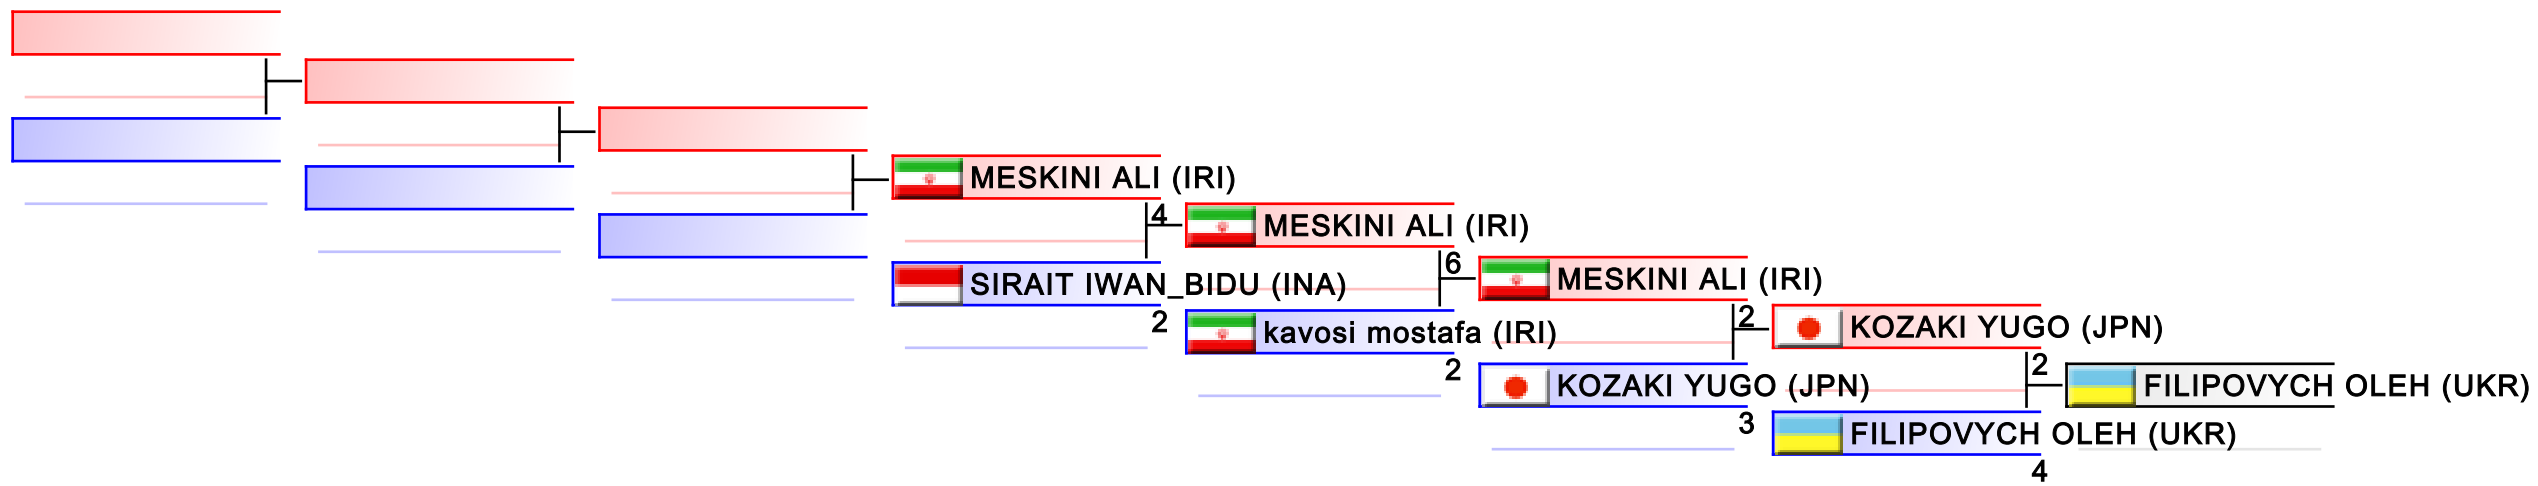 MESKINI ALI (IRI)
4
MESKINI ALI (IRI)
6
SIRAIT IWAN_BIDU (INA)
2
MESKINI ALI (IRI)
2
kavosi mostafa (IRI)
2
KOZAKI YUGO (JPN)
2
KOZAKI YUGO (JPN)
3
FILIPOVYCH OLEH (UKR)
FILIPOVYCH OLEH (UKR)
4